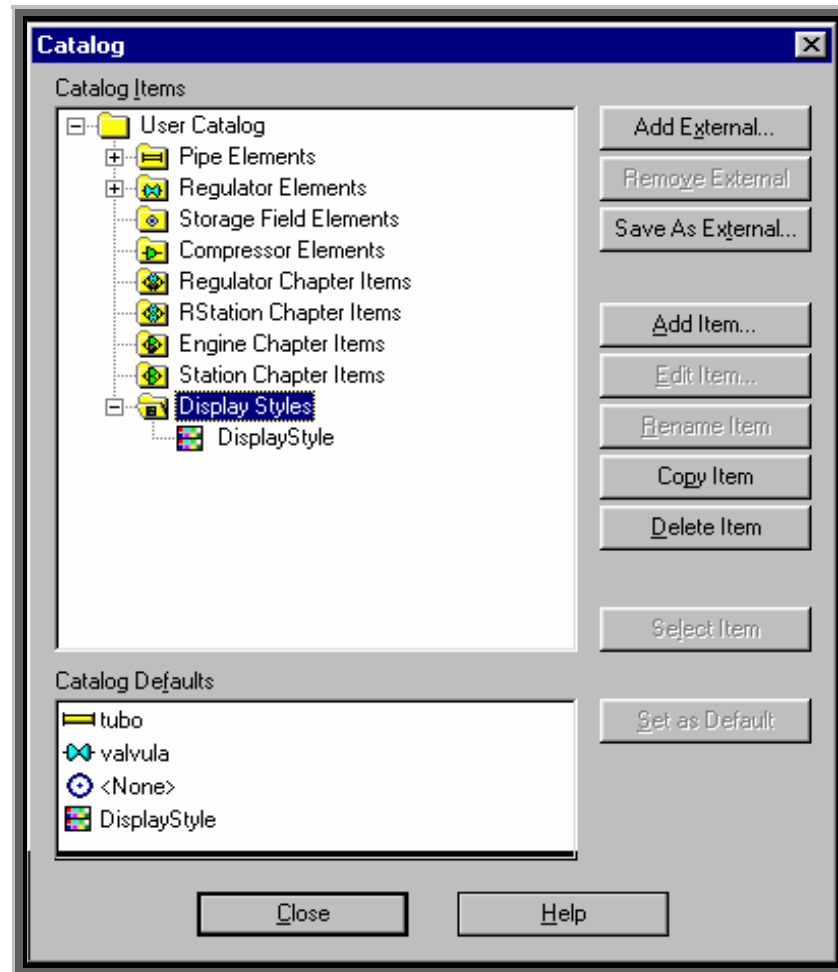 Catalog
Catalog Items
User Catalog
Pipe Elements
Regulator Elements
Storage Field Elements
Compressor Elements
Regulator Chapter Items
RStation Chapter Items
Engine Chapter Items
Station Chapter Items
Display Styles
DisplayStyle
Add External...
Remove External
Save As External...
Add Item...
Edit Item...
Rename Item
Copy Item
Delete Item
Select Item
Catalog Defaults
tubo
valvula
<None>
DisplayStyle
Set as Default
Close
Help